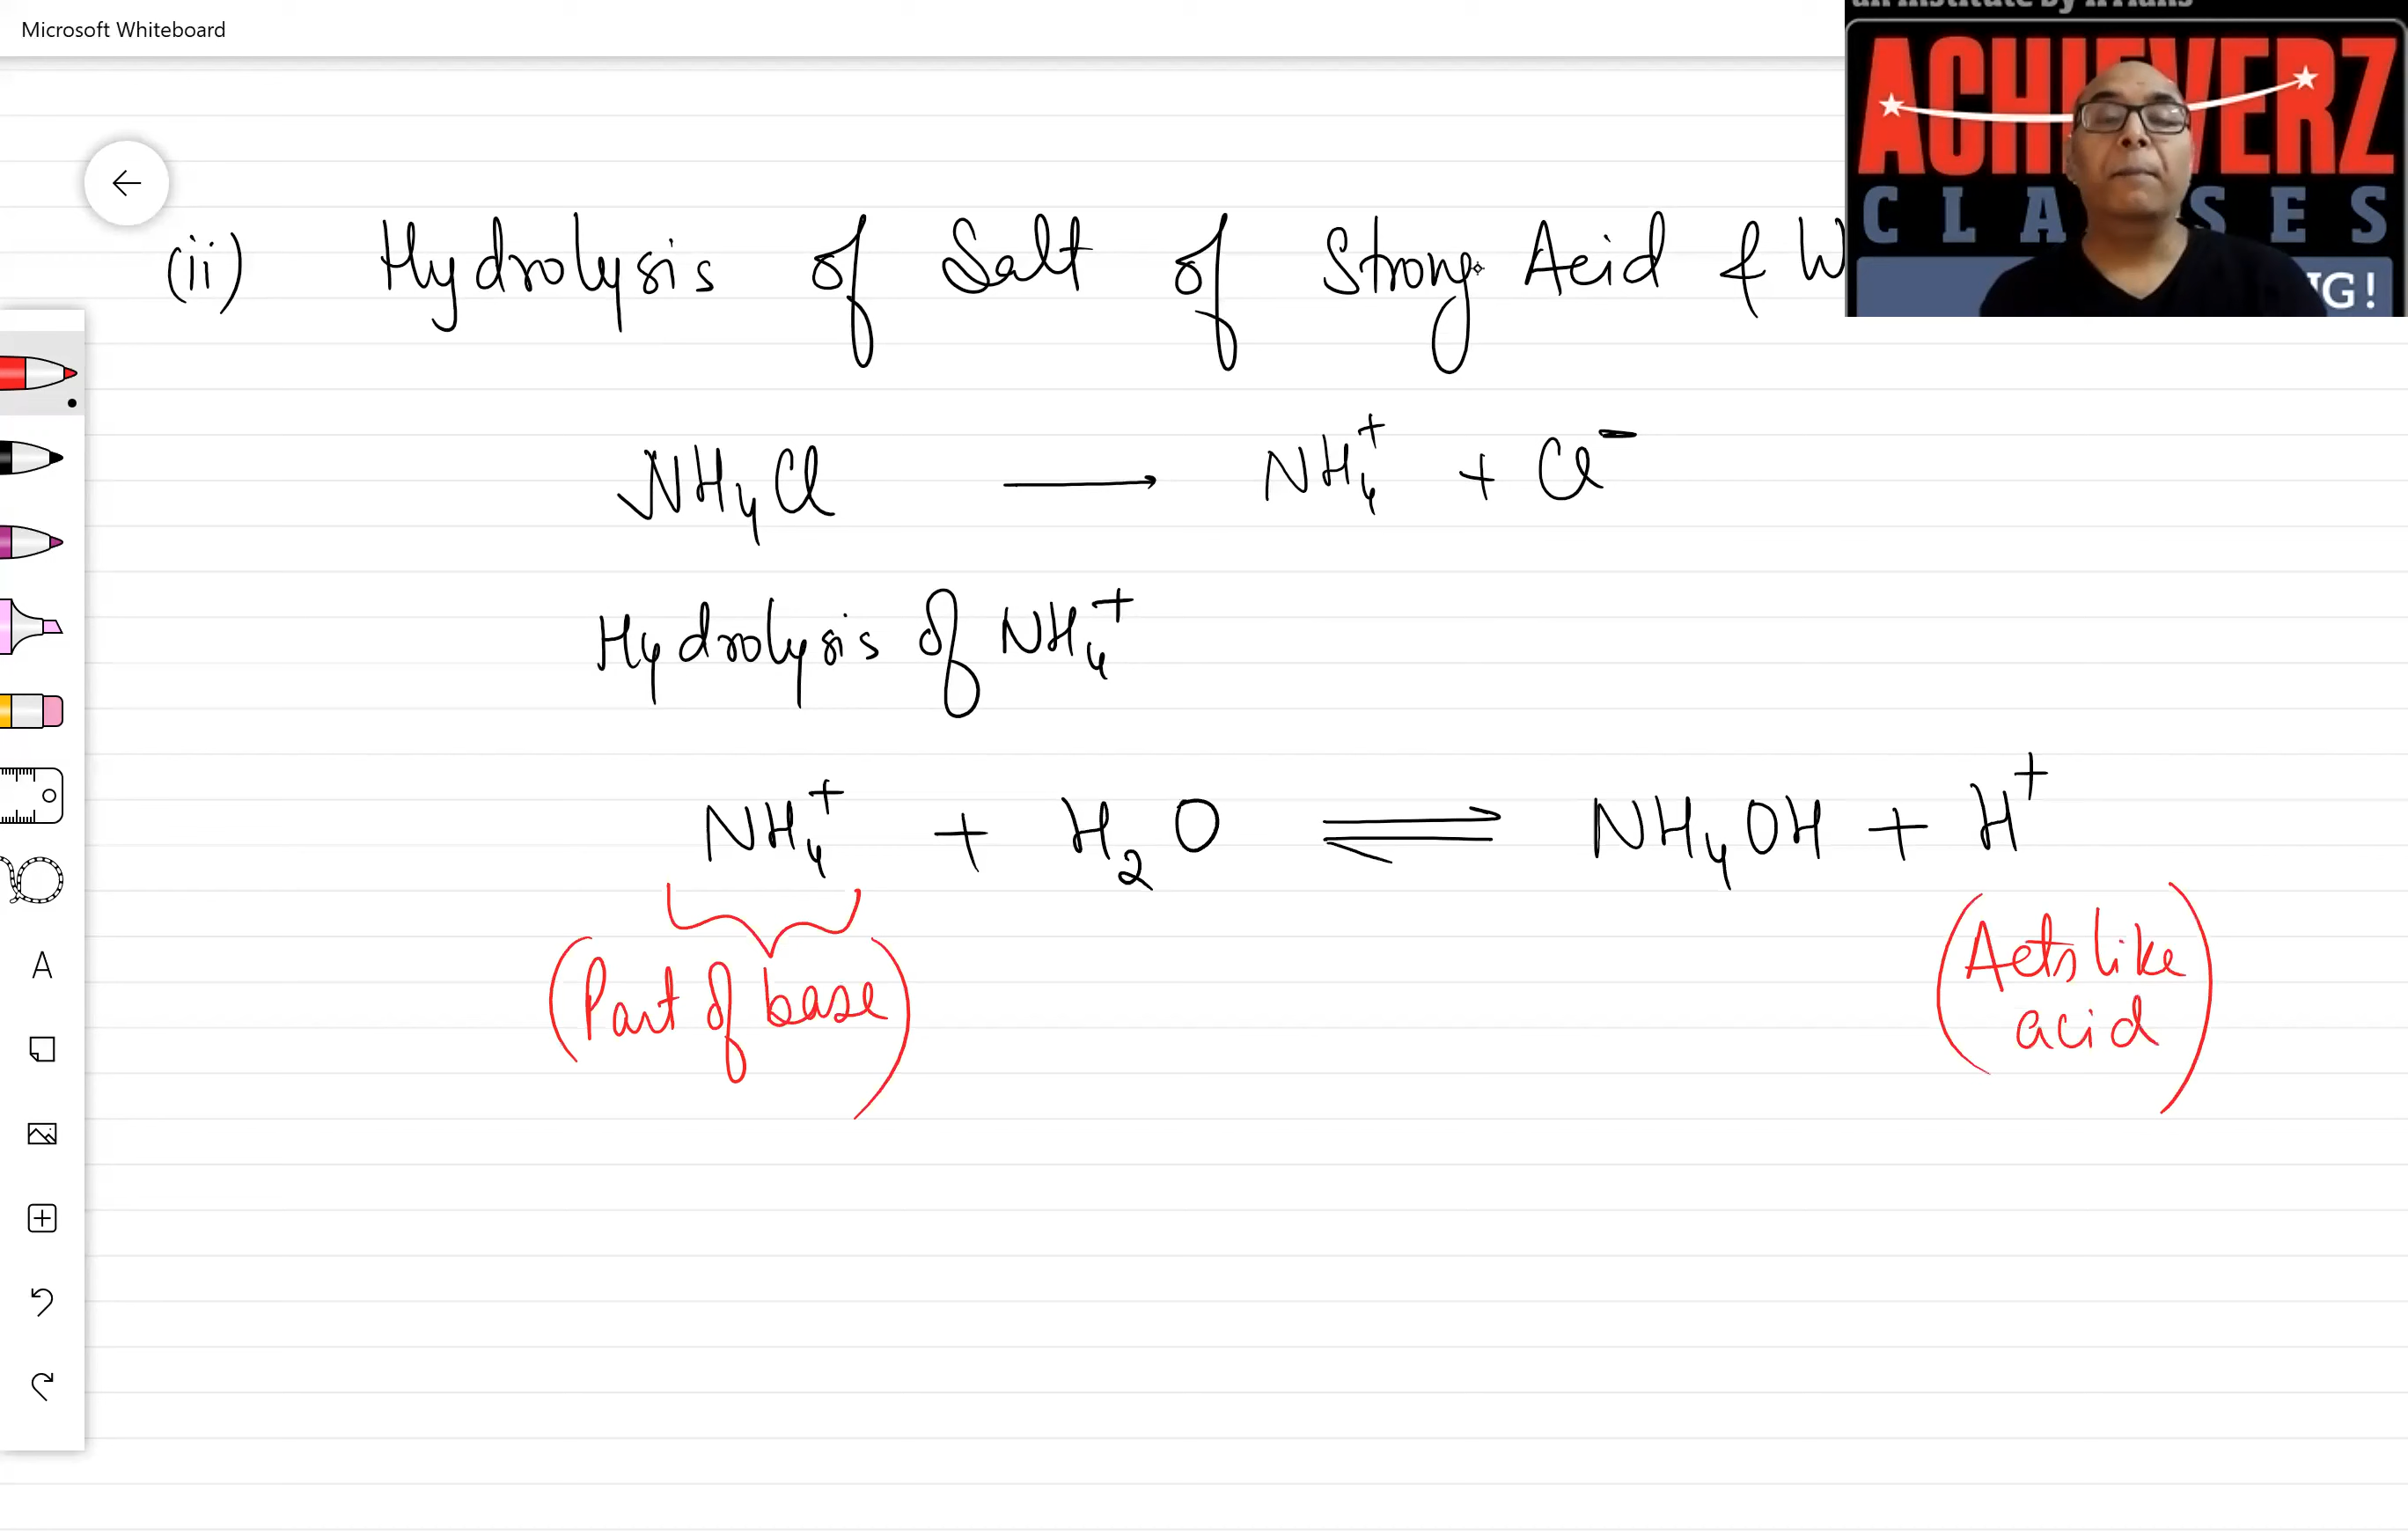 Microsoft Whiteboard
ACHIEVERZ
CLASSES
NG!
(ii) Hydrolysis of Salt of Strong Acid & W
NH₄Cl ⟶ NH₄⁺ + Cl⁻
Hydrolysis of NH₄⁺
NH₄⁺ + H₂O ⇌ NH₄OH + H⁺
(Part of base)
(Acts like
acid)
A